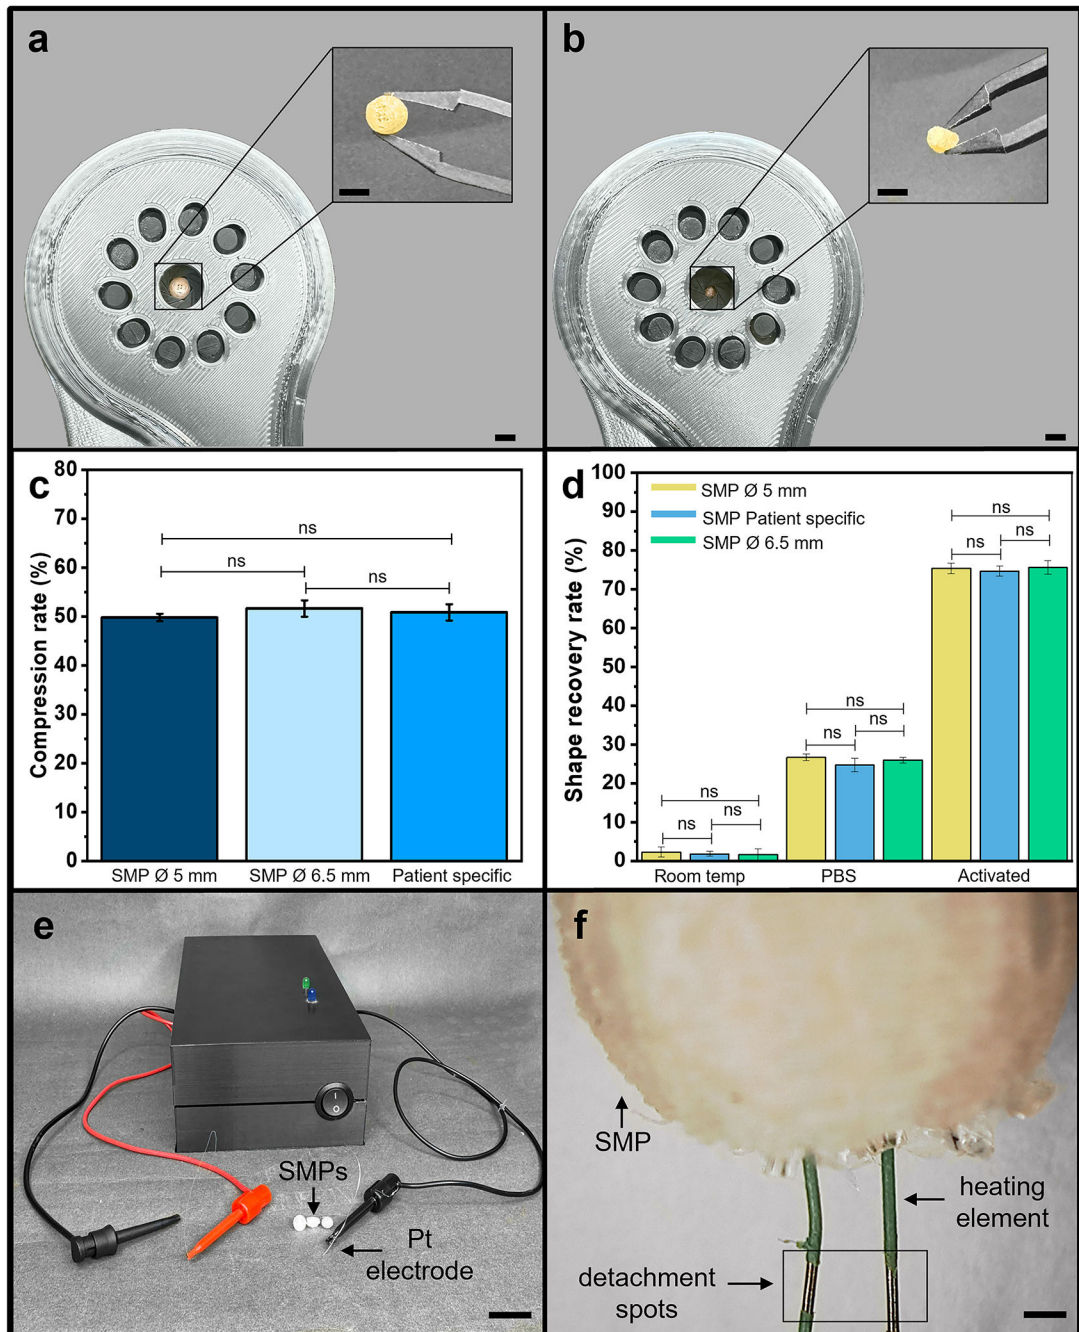 a
b
c
80
70
60
50
40
30
20
10
0
Compression rate (%)
ns
ns
ns
SMP Ø 5 mm
SMP Ø 6.5 mm
Patient specific
d
100
90
80
70
60
50
40
30
20
10
0
Shape recovery rate (%)
SMP Ø 5 mm
SMP Patient specific
SMP Ø 6.5 mm
ns
ns
ns
ns
ns
ns
ns
ns
ns
Room temp
PBS
Activated
e
SMPs
Pt
electrode
f
SMP
heating
element
detachment
spots